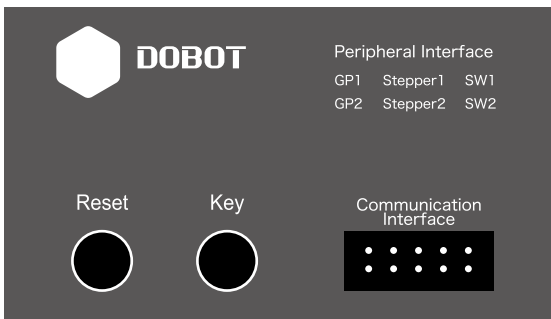 DOBOT
Peripheral Interface
GP1 Stepper1 SW1
GP2 Stepper2 SW2
Reset
Key
Communication
Interface